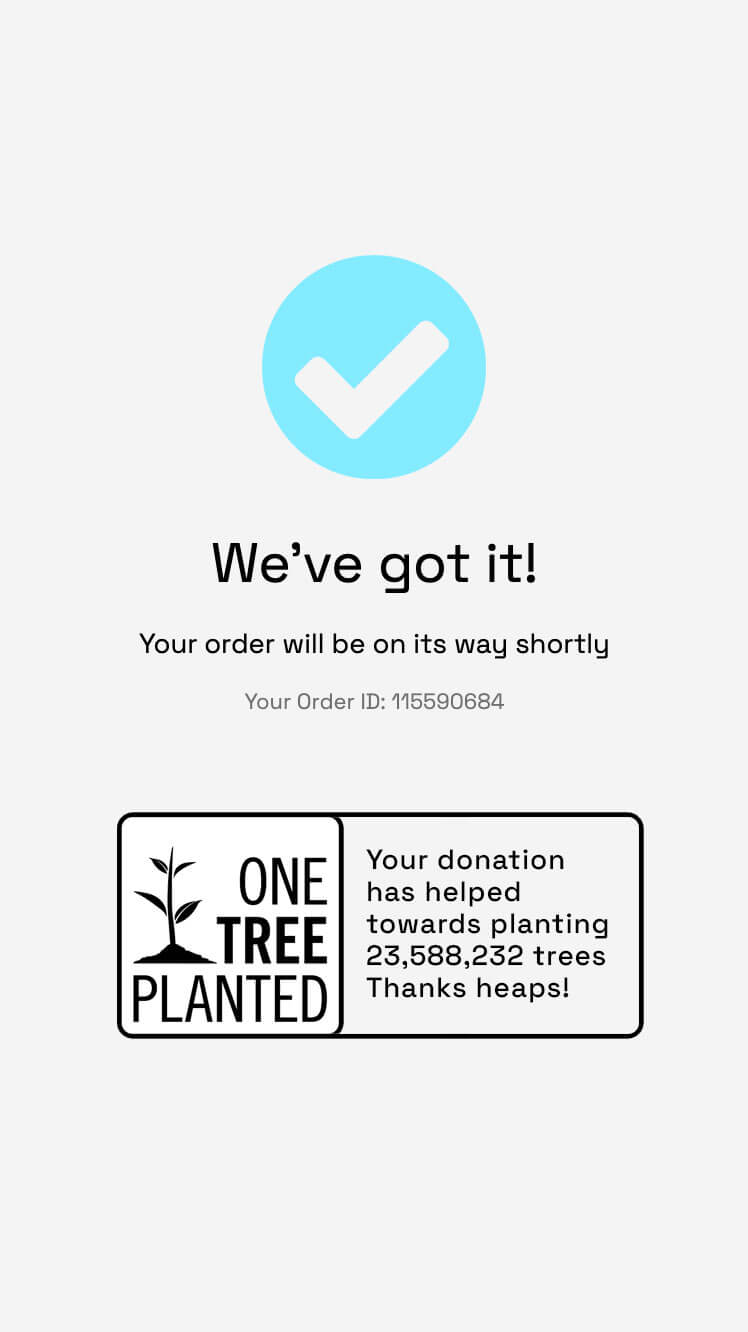 We've got it!
Your order will be on its way shortly
Your Order ID: 115590684
ONE
TREE
PLANTED
Your donation
has helped
towards planting
23,588,232 trees
Thanks heaps!